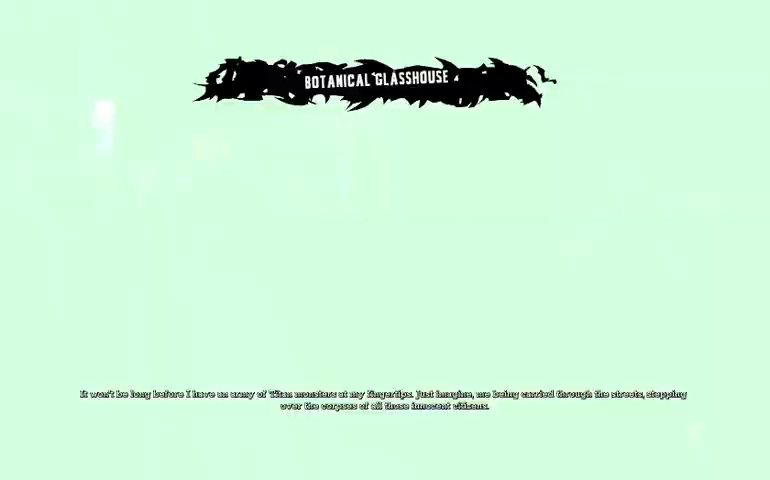 BOTANICAL GLASSHOUSE
It won't be long before I have an army of Titan monsters at my fingertips. Just imagine, me being carried through the streets, stepping
over the corpses of all those innocent citizens.